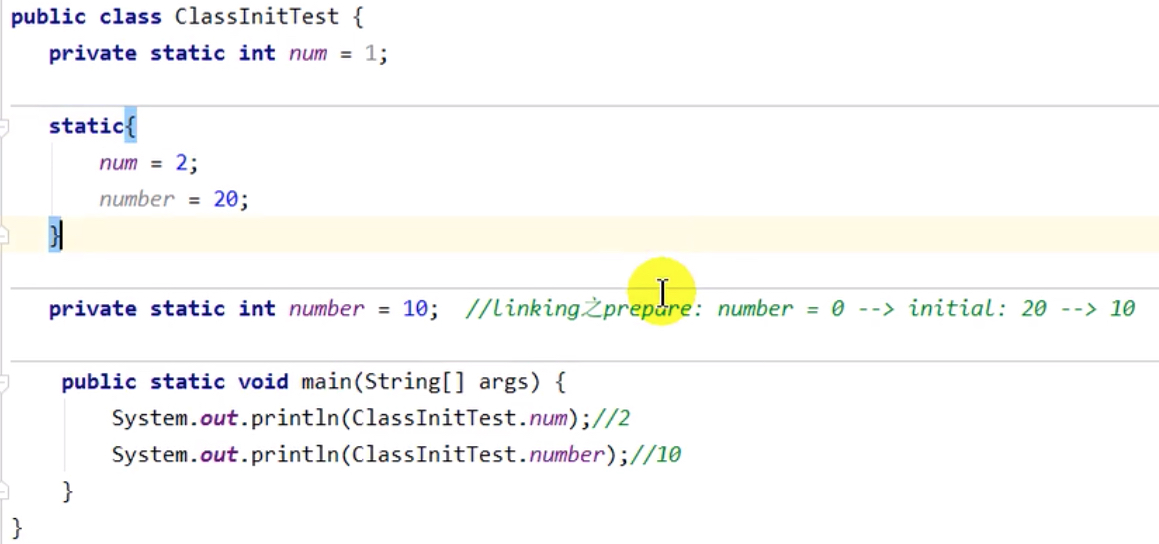 public class ClassInitTest {
private static int num = 1;
static{
num = 2;
number = 20;
}
private static int number = 10;  //linking之prepare: number = 0 --> initial: 20 --> 10
public static void main(String[] args) {
System.out.println(ClassInitTest.num);//2
System.out.println(ClassInitTest.number);//10
}
}